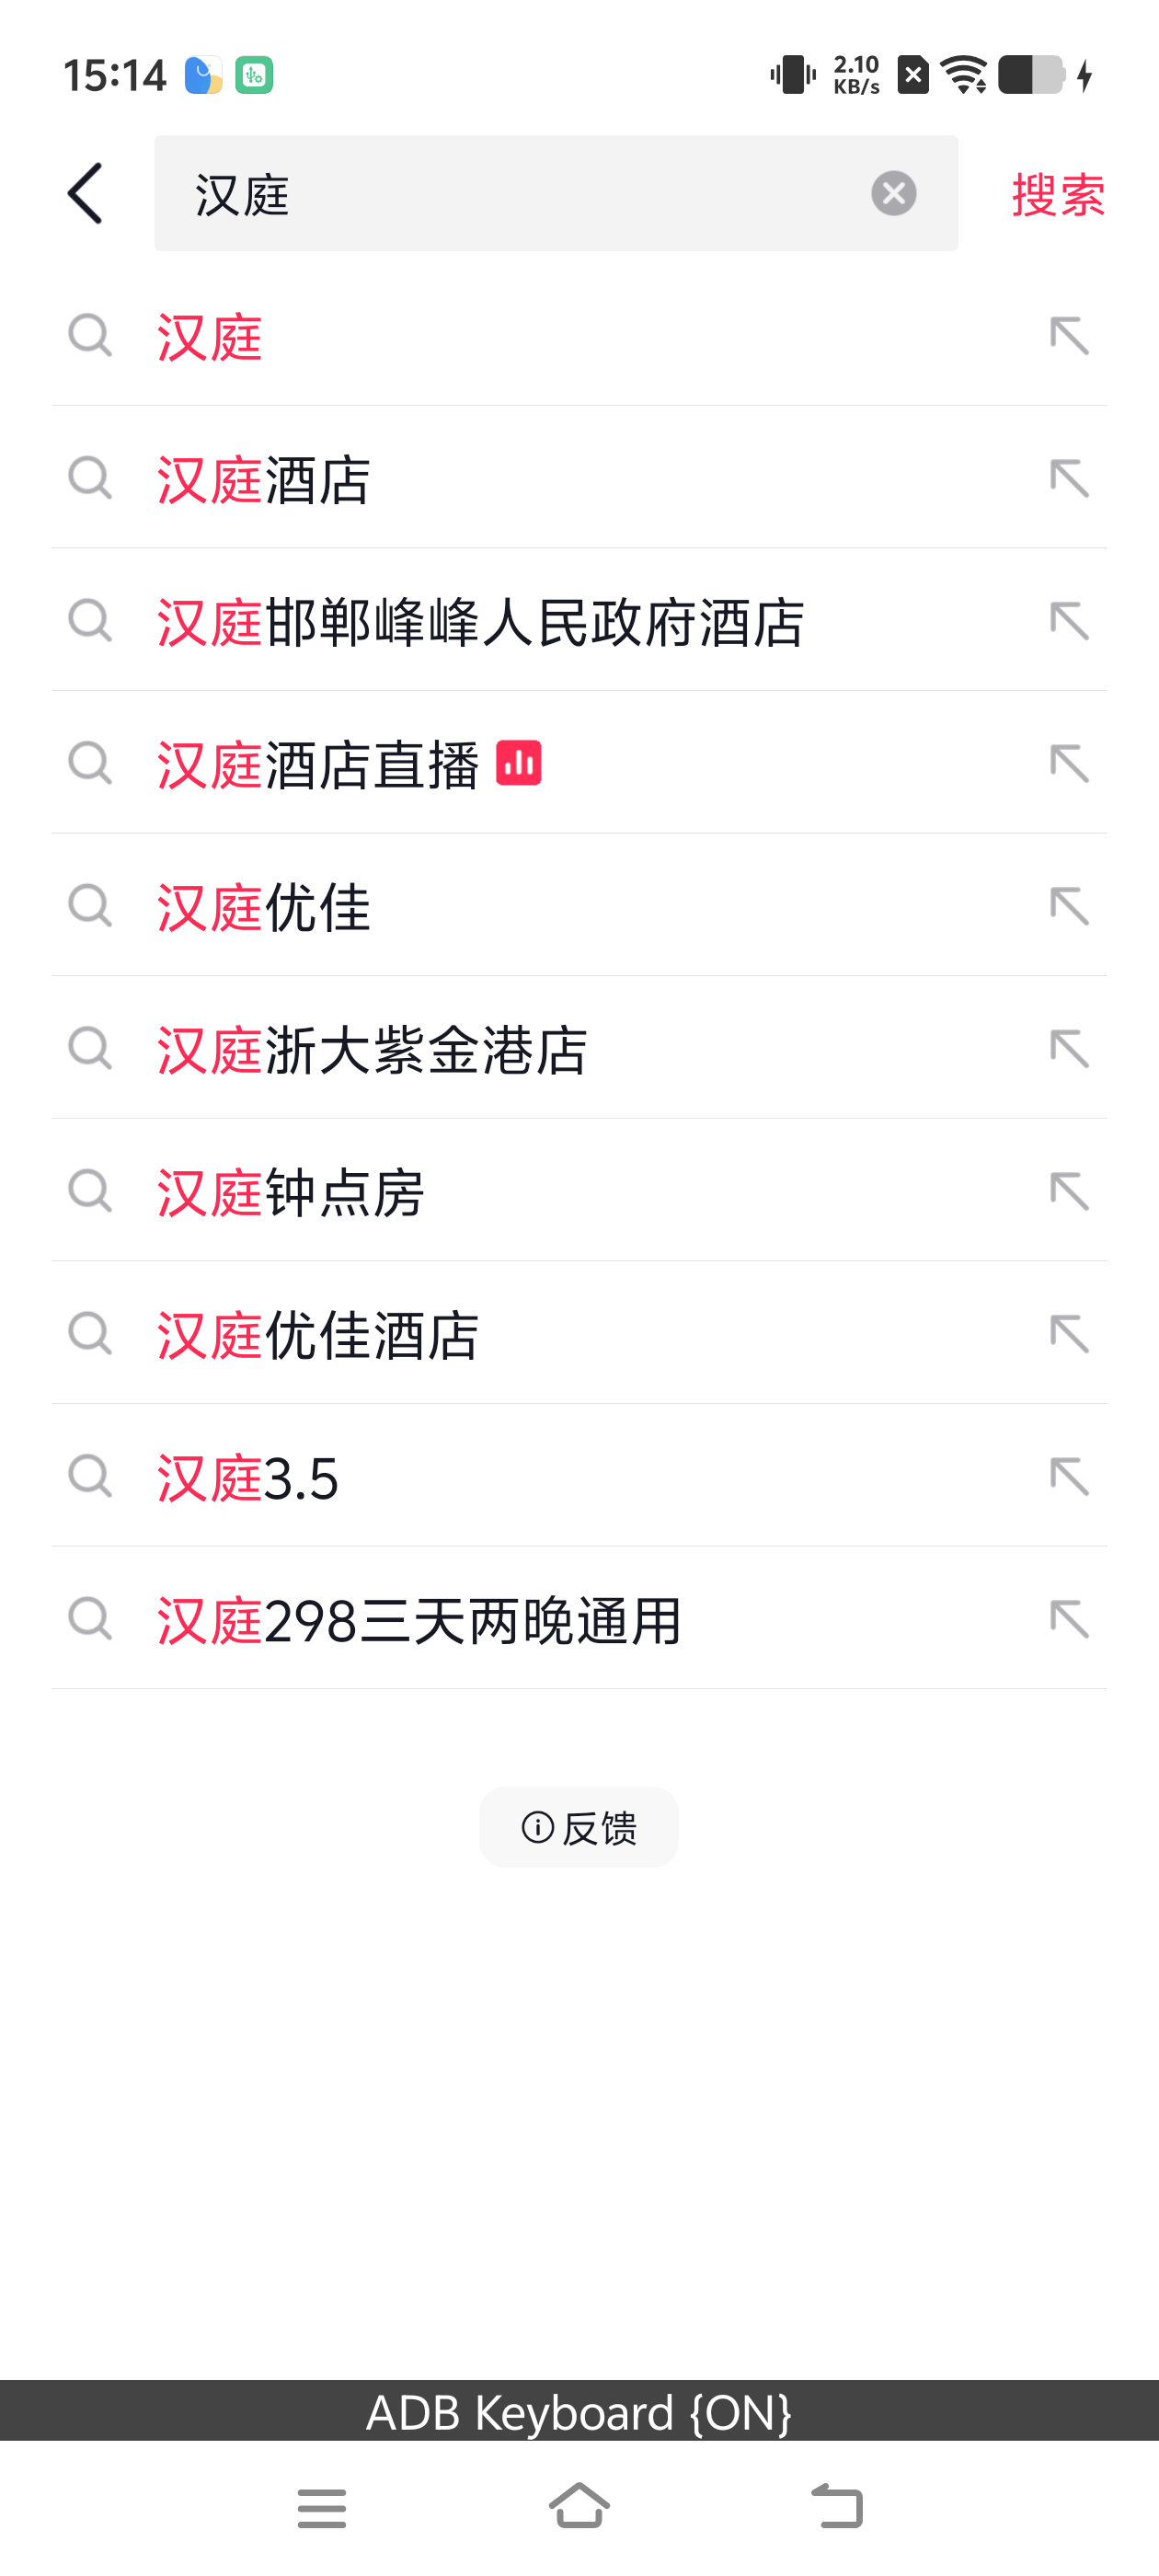 15:14
2.10
KB/s
汉庭
搜索
汉庭
汉庭酒店
汉庭邯郸峰峰人民政府酒店
汉庭酒店直播
汉庭优佳
汉庭浙大紫金港店
汉庭钟点房
汉庭优佳酒店
汉庭3.5
汉庭298三天两晚通用
反馈
ADB Keyboard {ON}